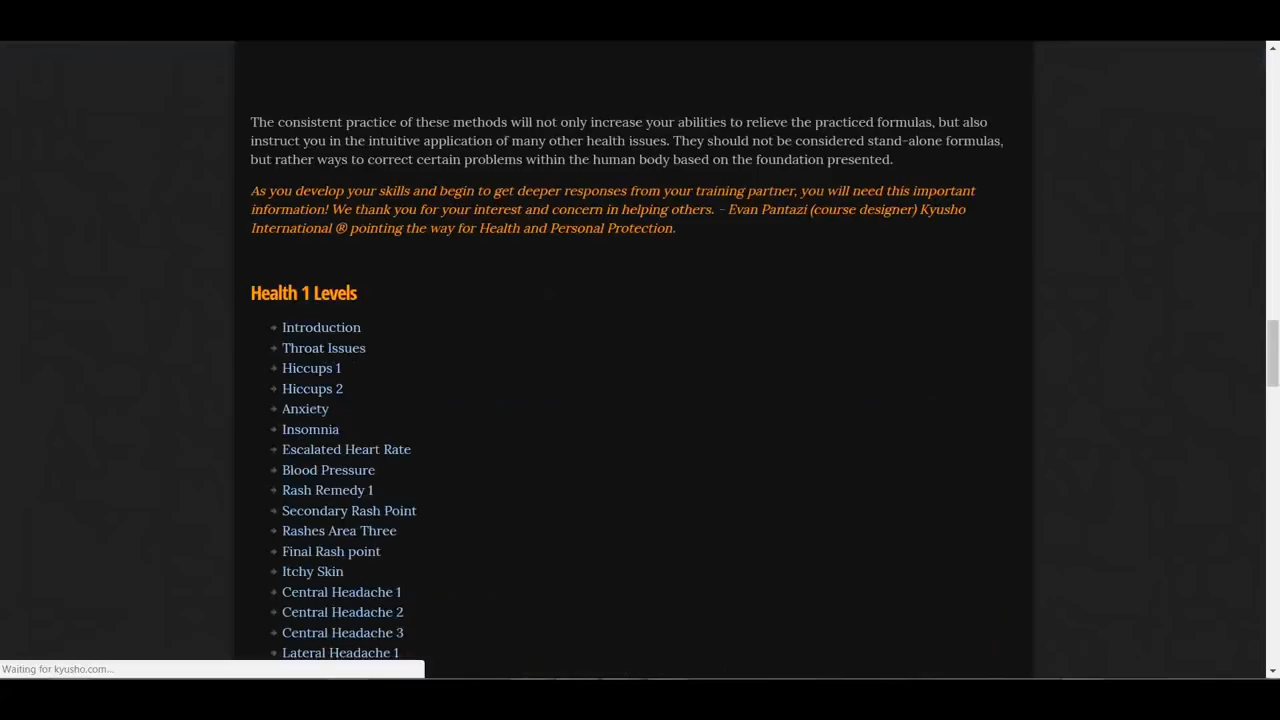 The consistent practice of these methods will not only increase your abilities to relieve the practiced formulas, but also
instruct you in the intuitive application of many other health issues. They should not be considered stand-alone formulas,
but rather ways to correct certain problems within the human body based on the foundation presented.
As you develop your skills and begin to get deeper responses from your training partner, you will need this important
information! We thank you for your interest and concern in helping others. - Evan Pantazi (course designer) Kyusho
International ® pointing the way for Health and Personal Protection.
Health 1 Levels
Introduction
Throat Issues
Hiccups 1
Hiccups 2
Anxiety
Insomnia
Escalated Heart Rate
Blood Pressure
Rash Remedy 1
Secondary Rash Point
Rashes Area Three
Final Rash point
Itchy Skin
Central Headache 1
Central Headache 2
Central Headache 3
Lateral Headache 1
Waiting for kyusho.com...